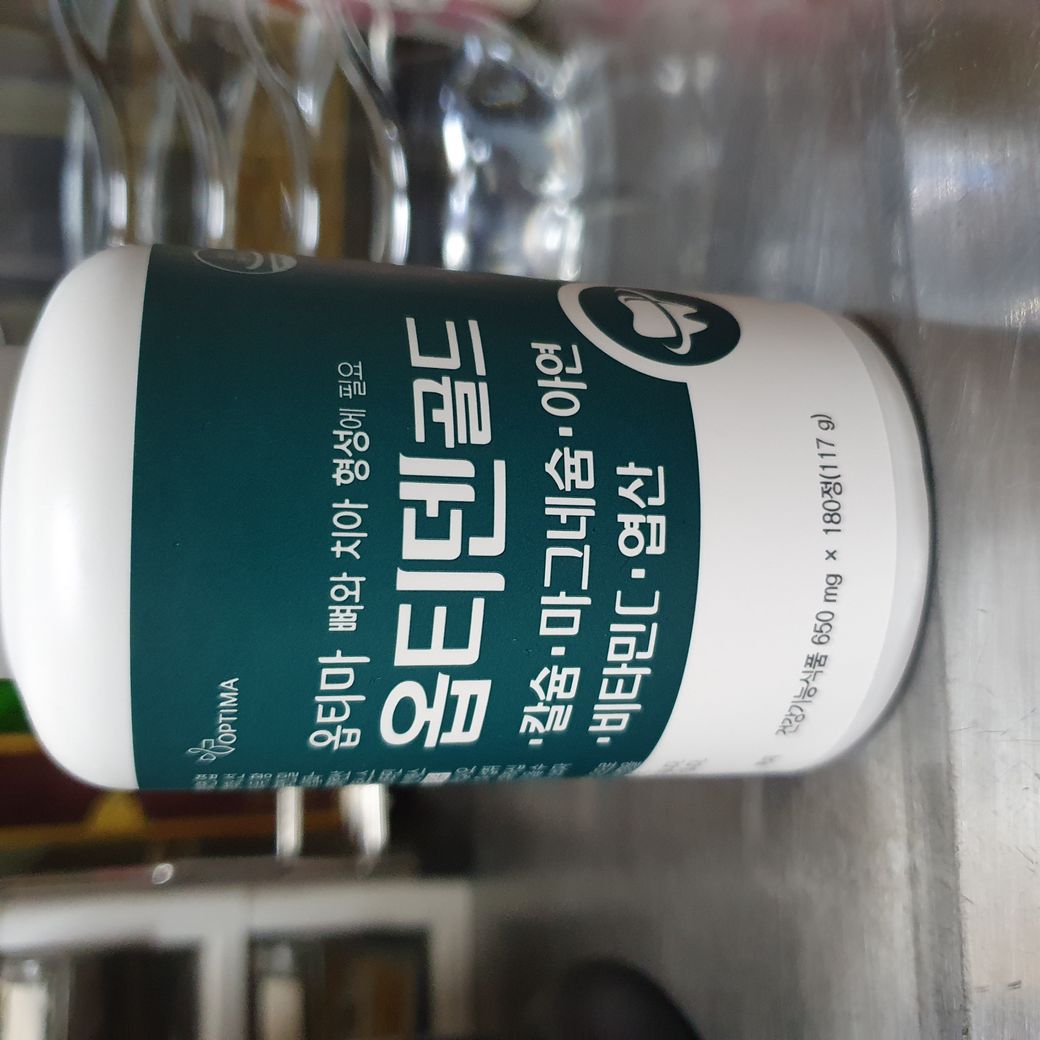 OPTIMA
옵티마 뼈와 치아 형성에 필요
옵티덴골드
·칼슘·마그네슘·아연
·비타민C·엽산
건강기능식품 650 mg × 180정(117 g)